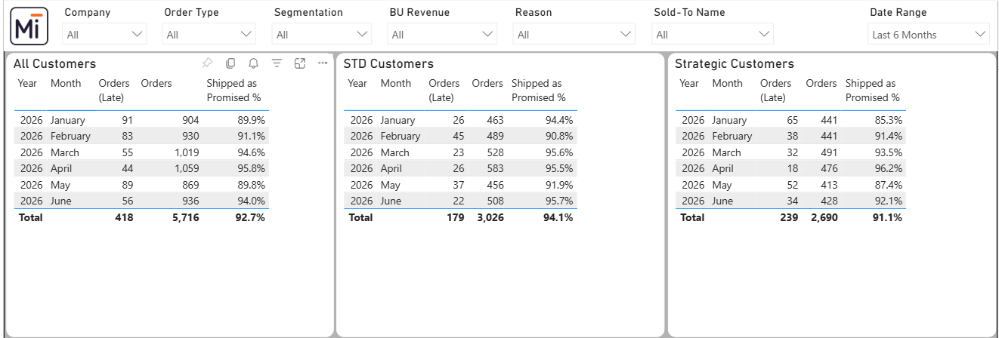 Mi
Company Order Type Segmentation BU Revenue Reason Sold-To Name Date Range
All All All All All All Last 6 Months
All Customers
Year Month Orders (Late) Orders Shipped as Promised %
2026 January 91 904 89.9%
2026 February 83 930 91.1%
2026 March 55 1,019 94.6%
2026 April 44 1,059 95.8%
2026 May 89 869 89.8%
2026 June 56 936 94.0%
Total 418 5,716 92.7%
STD Customers
Year Month Orders (Late) Orders Shipped as Promised %
2026 January 26 463 94.4%
2026 February 45 489 90.8%
2026 March 23 528 95.6%
2026 April 26 583 95.5%
2026 May 37 456 91.9%
2026 June 22 508 95.7%
Total 179 3,026 94.1%
Strategic Customers
Year Month Orders (Late) Orders Shipped as Promised %
2026 January 65 441 85.3%
2026 February 38 441 91.4%
2026 March 32 491 93.5%
2026 April 18 476 96.2%
2026 May 52 413 87.4%
2026 June 34 428 92.1%
Total 239 2,690 91.1%